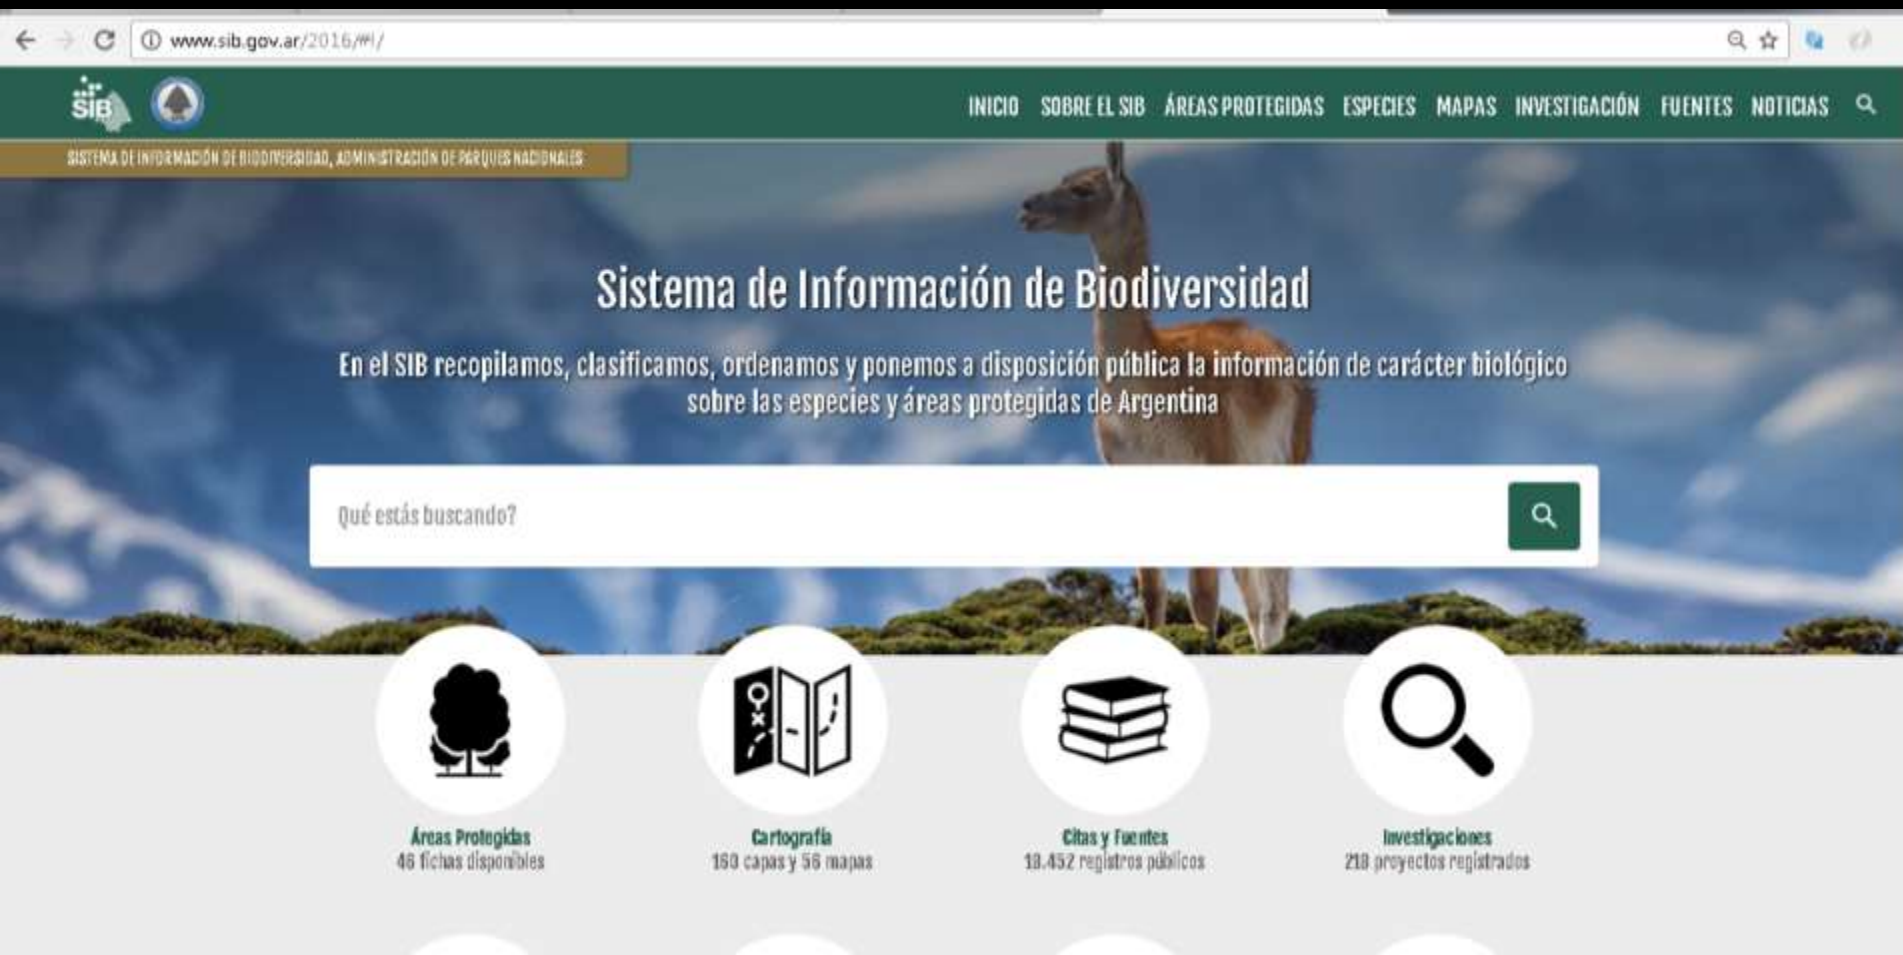 www.sib.gov.ar/2016/#!/
SIB
INICIO SOBRE EL SIB ÁREAS PROTEGIDAS ESPECIES MAPAS INVESTIGACIÓN FUENTES NOTICIAS
SISTEMA DE INFORMACIÓN DE BIODIVERSIDAD, ADMINISTRACIÓN DE PARQUES NACIONALES
Sistema de Información de Biodiversidad
En el SIB recopilamos, clasificamos, ordenamos y ponemos a disposición pública la información de carácter biológico
sobre las especies y áreas protegidas de Argentina
Qué estás buscando?
Áreas Protegidas
46 fichas disponibles
Cartografía
160 capas y 56 mapas
Citas y Fuentes
18.452 registros públicos
Investigaciones
218 proyectos registrados